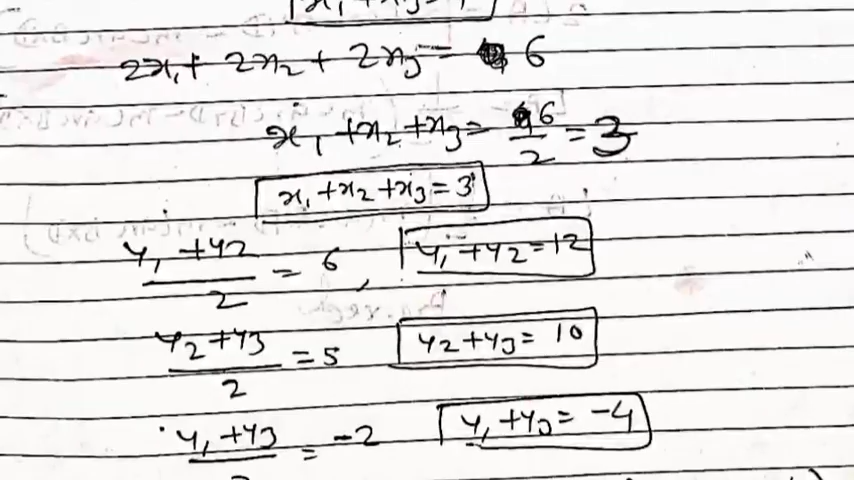 2x₁ + 2x₂ + 2x₃ = 6
x₁ + x₂ + x₃ = 6/2 = 3
x₁ + x₂ + x₃ = 3
(y₁ + y₂)/2 = 6, y₁ + y₂ = 12
(y₂ + y₃)/2 = 5 y₂ + y₃ = 10
y₁ + y₃ = -2 y₁ + y₃ = -4